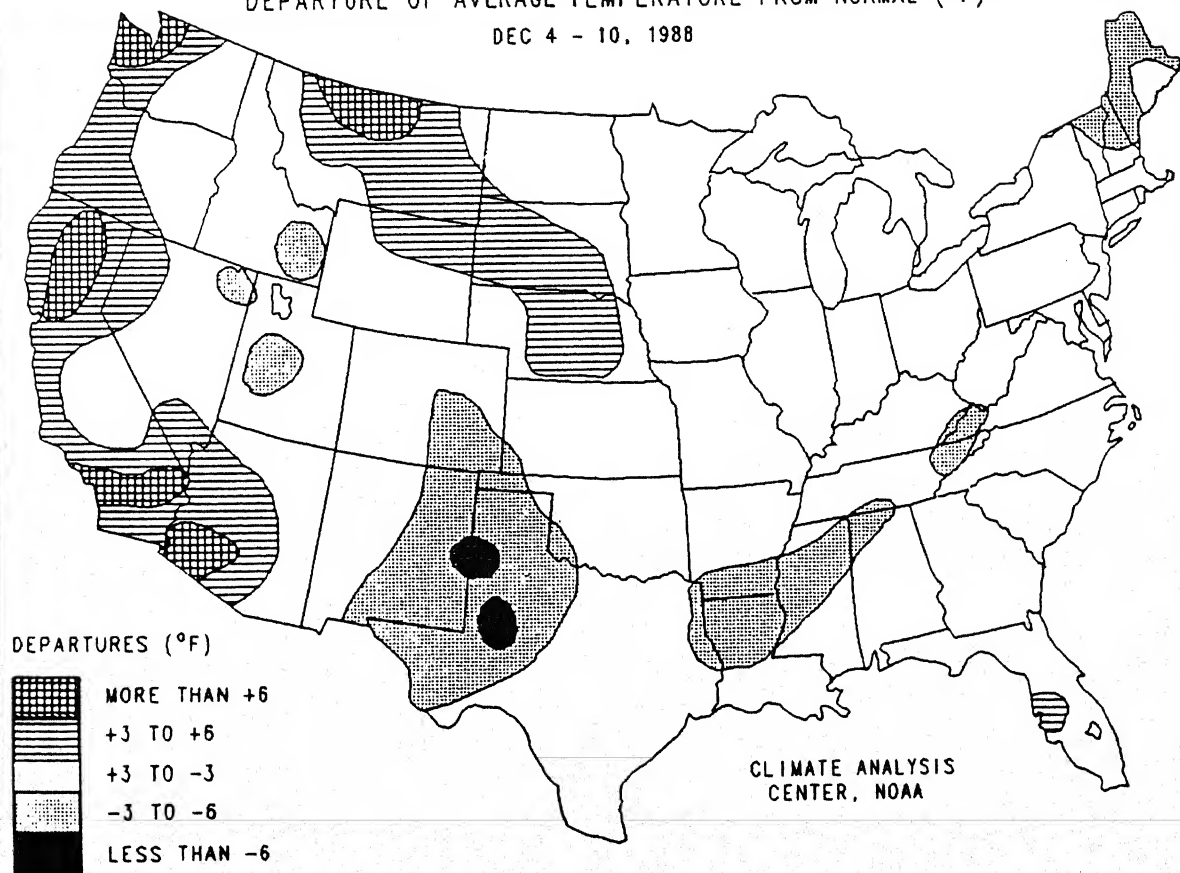 DEPARTURE OF AVERAGE TEMPERATURE FROM NORMAL (°F)
DEC 4 - 10, 1988
DEPARTURES (°F)
MORE THAN +6
+3 TO +6
+3 TO -3
-3 TO -6
LESS THAN -6
CLIMATE ANALYSIS
CENTER, NOAA